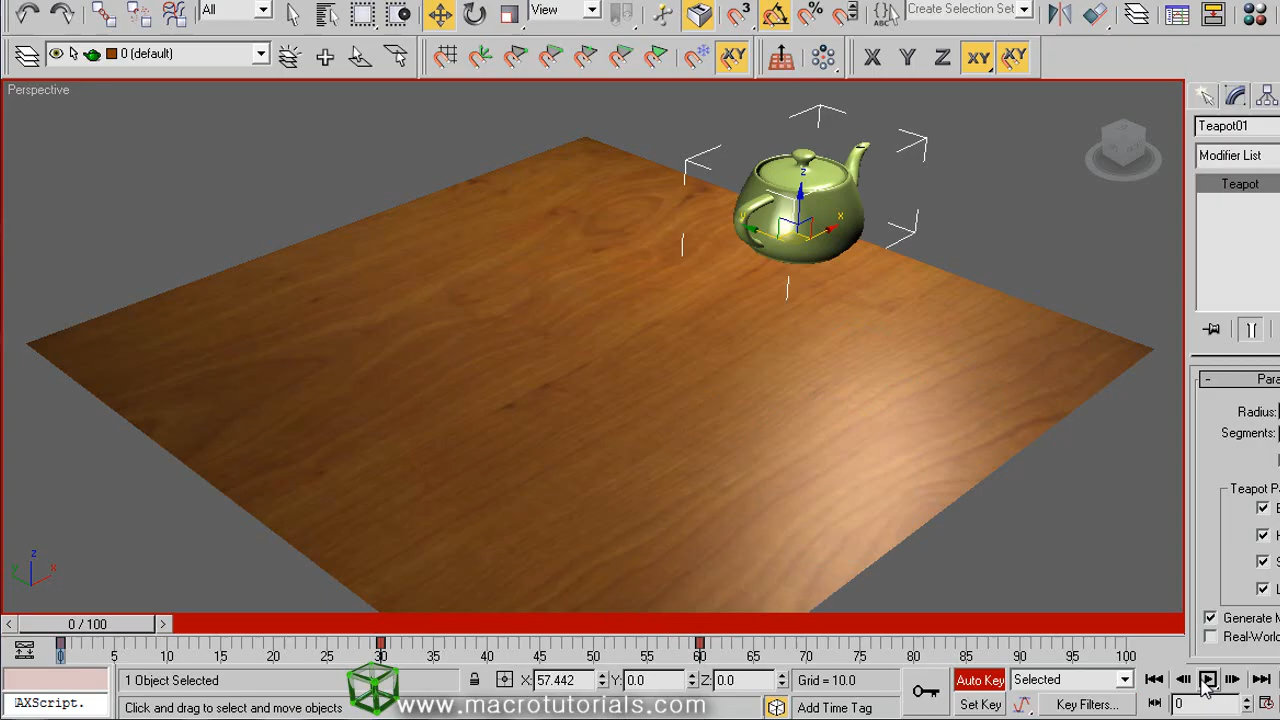 All
View
Create Selection Set
0 (default)
X Y Z XY XY
Perspective
Teapot01
Modifier List
Teapot
Radius:
Segments:
Teapot P
Generate M
Real-World
0 / 100
0 5 10 15 20 25 30 35 40 45 50 55 60 65 70 75 80 85 90 95 100
1 Object Selected
X: 57.442 Y: 0.0 Z: 0.0
Grid = 10.0
Auto Key
Selected
AXScript.
Click and drag to select and move objects
www.macrotutorials.com
Add Time Tag
Set Key
Key Filters...
0